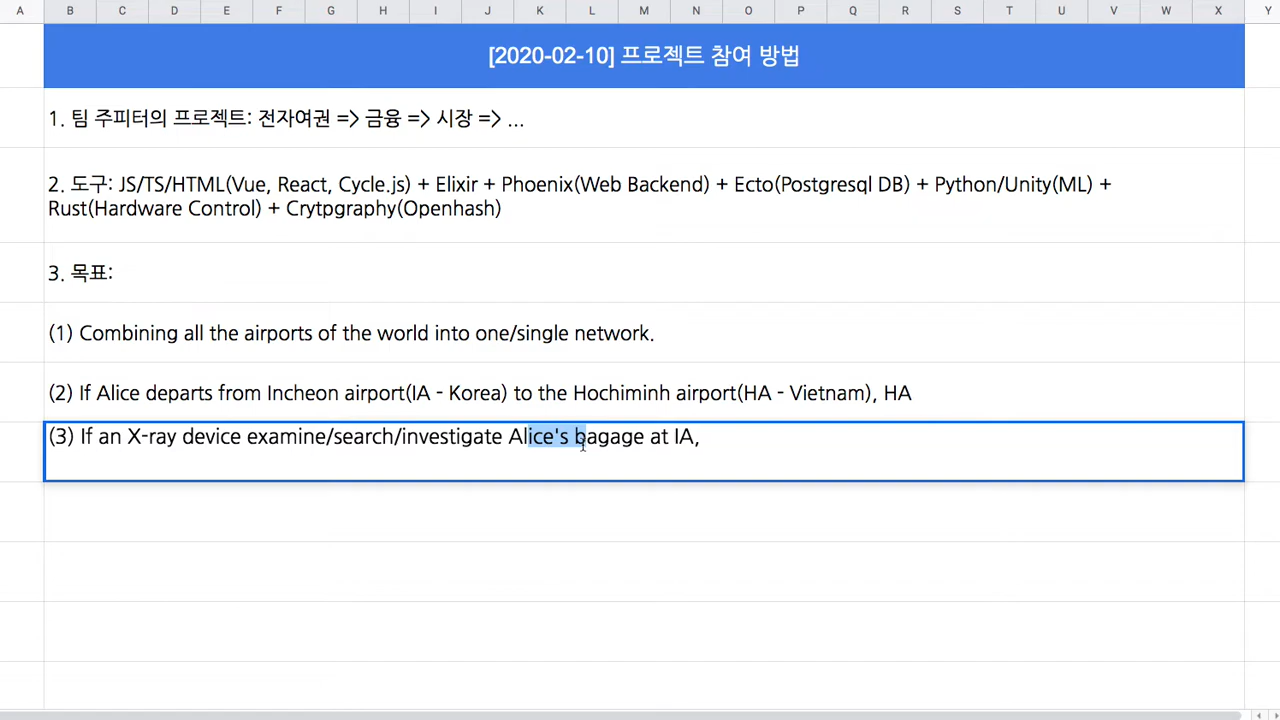 A B C D E F G H I J K L M N O P Q R S T U V W X Y
[2020-02-10] 프로젝트 참여 방법
1. 팀 주피터의 프로젝트: 전자여권 => 금융 => 시장 => ...
2. 도구: JS/TS/HTML(Vue, React, Cycle.js) + Elixir + Phoenix(Web Backend) + Ecto(Postgresql DB) + Python/Unity(ML) +
Rust(Hardware Control) + Crytpgraphy(Openhash)
3. 목표:
(1) Combining all the airports of the world into one/single network.
(2) If Alice departs from Incheon airport(IA - Korea) to the Hochiminh airport(HA - Vietnam), HA
(3) If an X-ray device examine/search/investigate Alice's bagage at IA,